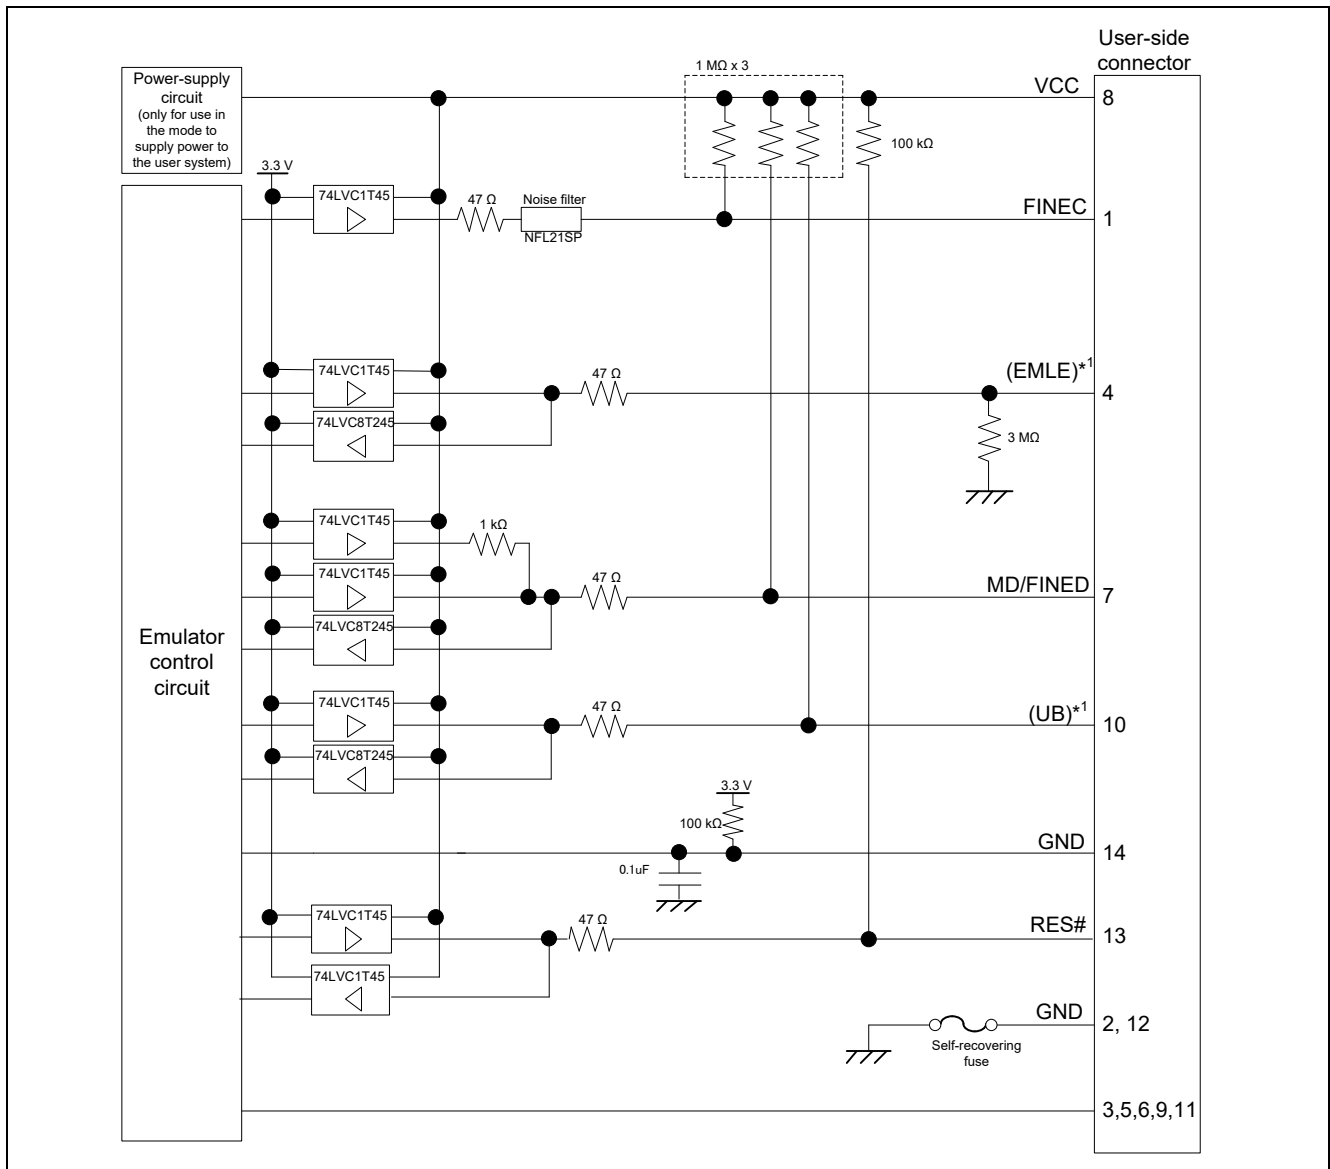 User-side
connector
Power-supply
circuit
(only for use in
the mode to
supply power to
the user system)
1 MΩ x 3
VCC
8
100 kΩ
3.3 V
74LVC1T45
47 Ω
Noise filter
NFL21SP
FINEC
1
74LVC1T45
47 Ω
(EMLE)*1
4
74LVC8T245
3 MΩ
74LVC1T45
1 kΩ
74LVC1T45
47 Ω
MD/FINED
7
74LVC8T245
Emulator
control
circuit
74LVC1T45
47 Ω
(UB)*1
10
74LVC8T245
3.3 V
100 kΩ
GND
14
0.1uF
74LVC1T45
47 Ω
RES#
13
74LVC1T45
GND
2, 12
Self-recovering
fuse
3,5,6,9,11